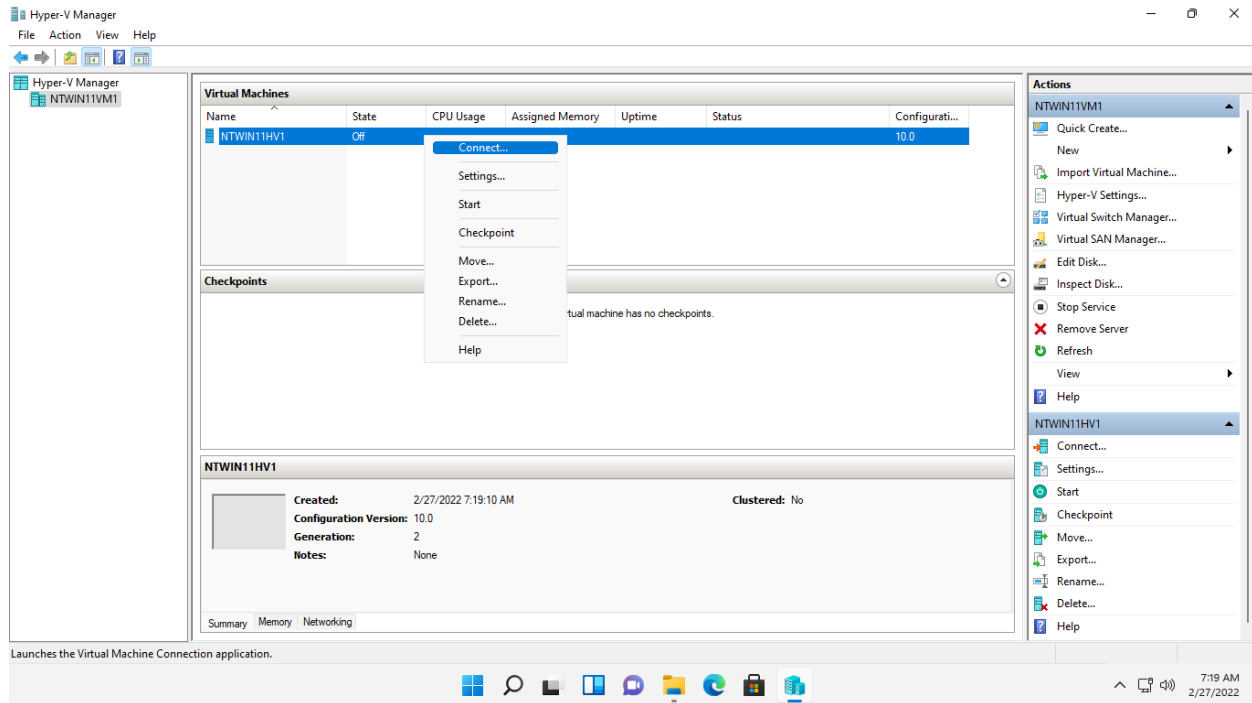 Hyper-V Manager
File Action View Help
Hyper-V Manager
NTWIN11VM1
Virtual Machines
Name State CPU Usage Assigned Memory Uptime Status Configurati...
NTWIN11HV1 Off 10.0
Connect...
Settings...
Start
Checkpoint
Move...
Export...
Rename...
Delete...
Help
Checkpoints
tual machine has no checkpoints.
NTWIN11HV1
Created: 2/27/2022 7:19:10 AM Clustered: No
Configuration Version: 10.0
Generation: 2
Notes: None
Summary Memory Networking
Actions
NTWIN11VM1
Quick Create...
New
Import Virtual Machine...
Hyper-V Settings...
Virtual Switch Manager...
Virtual SAN Manager...
Edit Disk...
Inspect Disk...
Stop Service
Remove Server
Refresh
View
Help
NTWIN11HV1
Connect...
Settings...
Start
Checkpoint
Move...
Export...
Rename...
Delete...
Help
Launches the Virtual Machine Connection application.
7:19 AM
2/27/2022